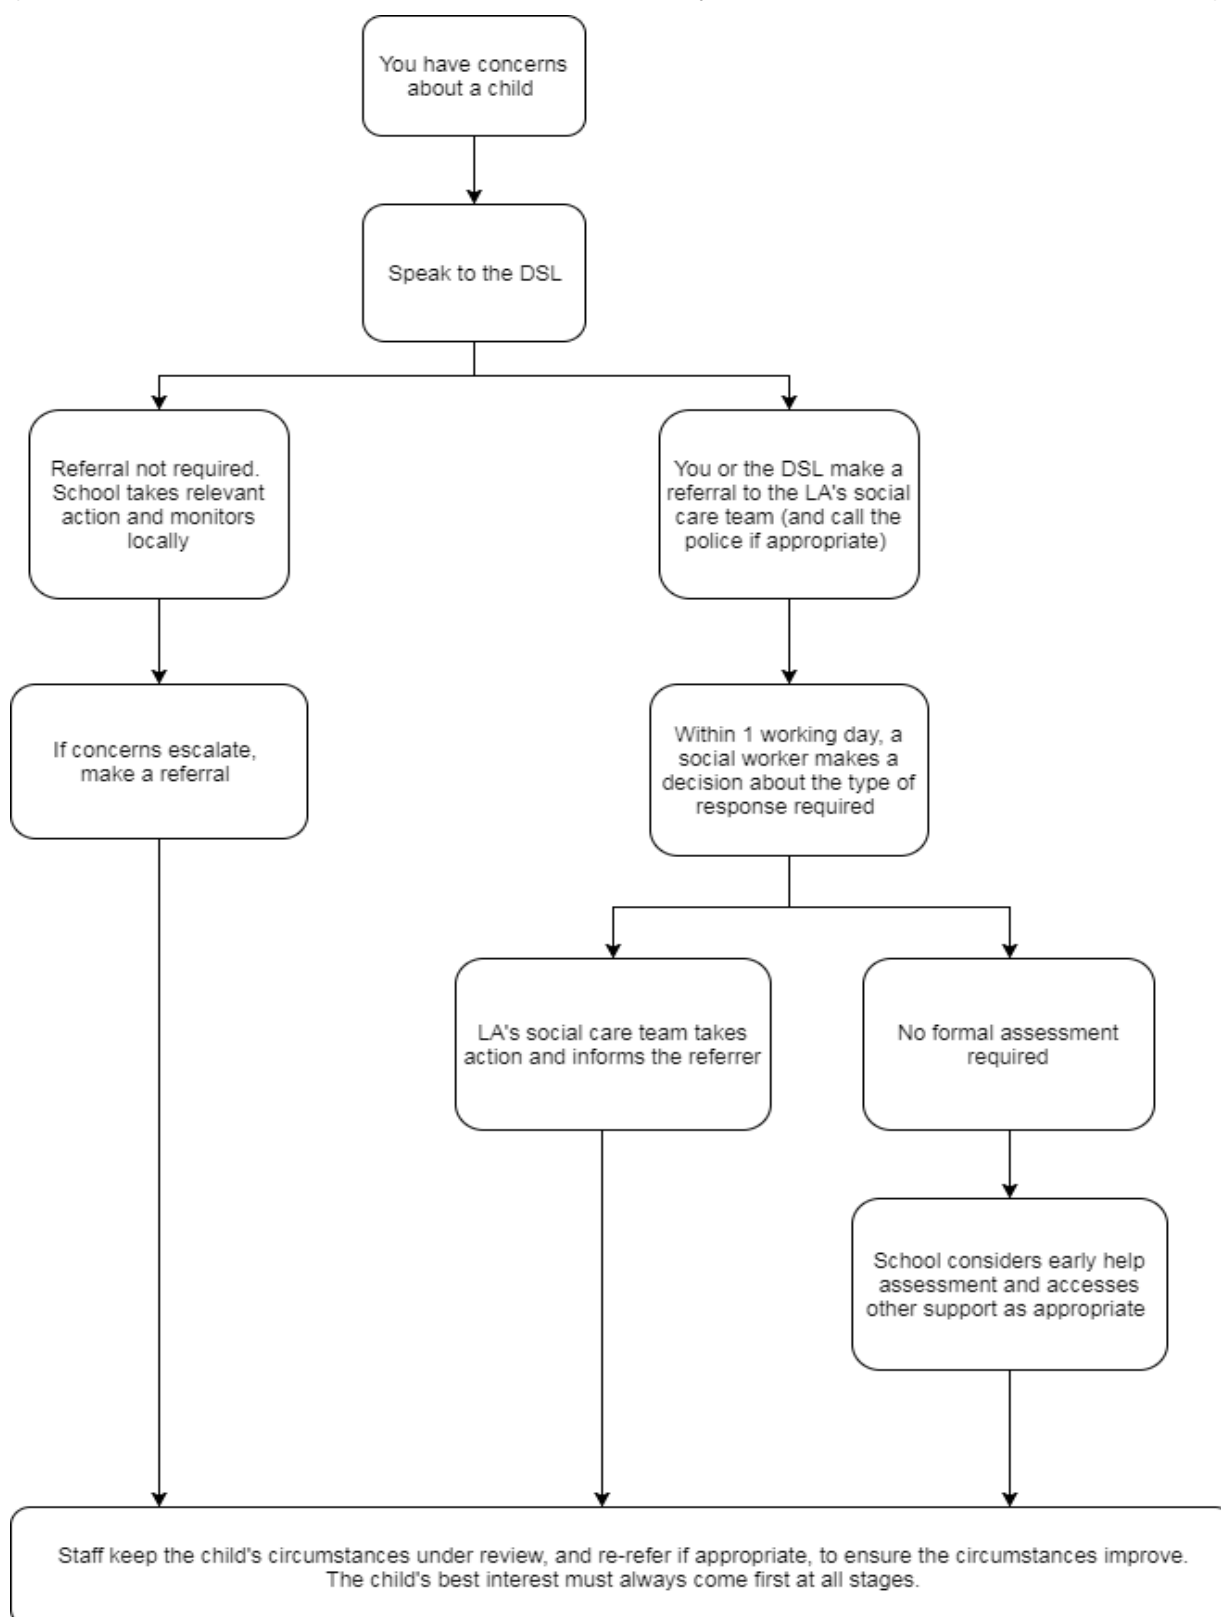 You have concerns
about a child
Speak to the DSL
Referral not required.
School takes relevant
action and monitors
locally
You or the DSL make a
referral to the LA's social
care team (and call the
police if appropriate)
If concerns escalate,
make a referral
Within 1 working day, a
social worker makes a
decision about the type of
response required
LA's social care team takes
action and informs the referrer
No formal assessment
required
School considers early help
assessment and accesses
other support as appropriate
Staff keep the child's circumstances under review, and re-refer if appropriate, to ensure the circumstances improve.
The child's best interest must always come first at all stages.